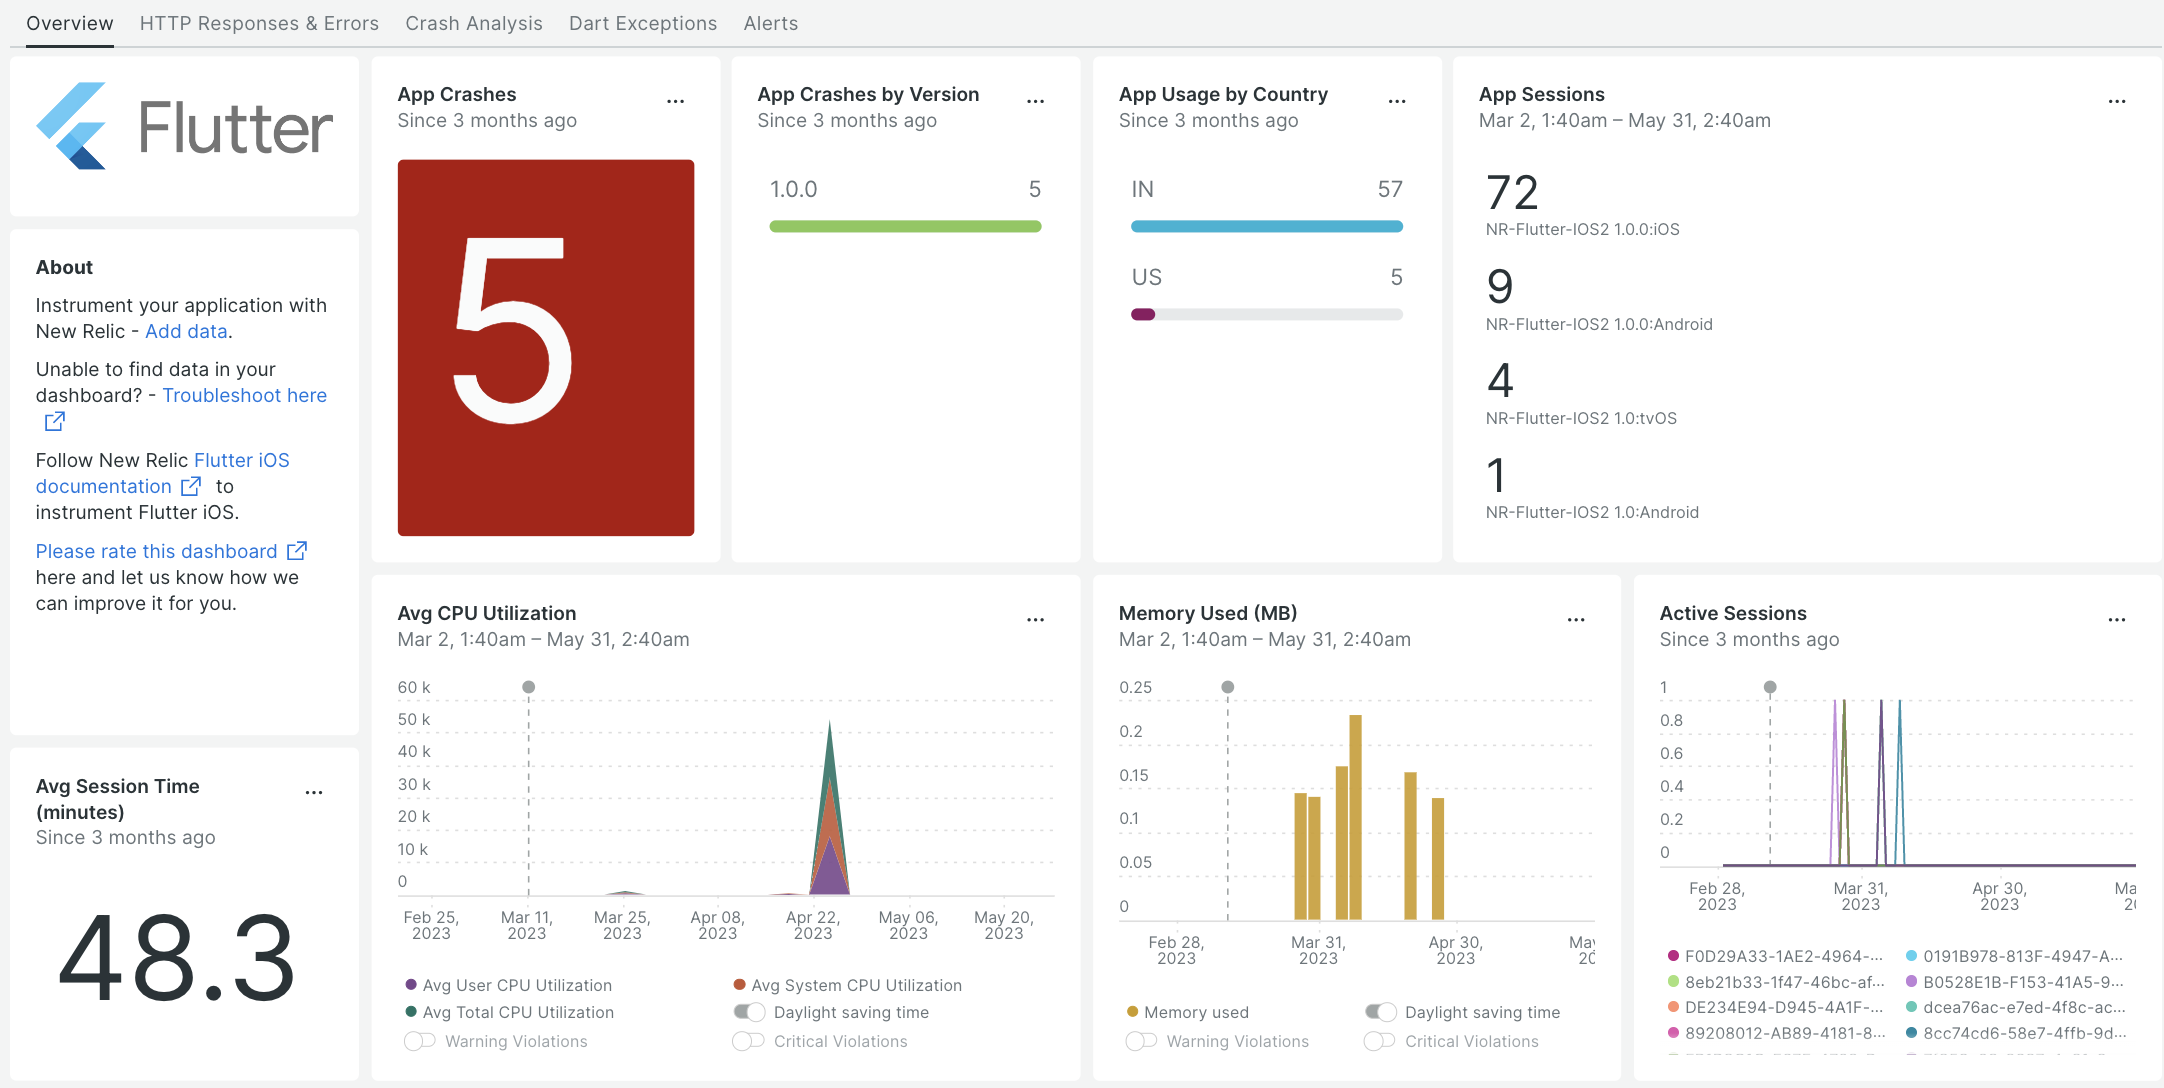 Overview
HTTP Responses & Errors
Crash Analysis
Dart Exceptions
Alerts
Flutter
About
Instrument your application with
New Relic - Add data.
Unable to find data in your
dashboard? - Troubleshoot here
Follow New Relic Flutter iOS
documentation to
instrument Flutter iOS.
Please rate this dashboard
here and let us know how we
can improve it for you.
Avg Session Time
(minutes)
...
Since 3 months ago
48.3
App Crashes
...
Since 3 months ago
5
App Crashes by Version
...
Since 3 months ago
1.0.0 5
App Usage by Country
...
Since 3 months ago
IN 57
US 5
App Sessions
...
Mar 2, 1:40am – May 31, 2:40am
72
NR-Flutter-IOS2 1.0.0:iOS
9
NR-Flutter-IOS2 1.0.0:Android
4
NR-Flutter-IOS2 1.0:tvOS
1
NR-Flutter-IOS2 1.0:Android
Avg CPU Utilization
...
Mar 2, 1:40am – May 31, 2:40am
60 k
50 k
40 k
30 k
20 k
10 k
0
Feb 25,
2023
Mar 11,
2023
Mar 25,
2023
Apr 08,
2023
Apr 22,
2023
May 06,
2023
May 20,
2023
Avg User CPU Utilization
Avg System CPU Utilization
Avg Total CPU Utilization
Daylight saving time
Warning Violations
Critical Violations
Memory Used (MB)
...
Mar 2, 1:40am – May 31, 2:40am
0.25
0.2
0.15
0.1
0.05
0
Feb 28,
2023
Mar 31,
2023
Apr 30,
2023
May
20
Memory used
Daylight saving time
Warning Violations
Critical Violations
Active Sessions
...
Since 3 months ago
1
0.8
0.6
0.4
0.2
0
Feb 28,
2023
Mar 31,
2023
Apr 30,
2023
Ma
20
F0D29A33-1AE2-4964-...
0191B978-813F-4947-A...
8eb21b33-1f47-46bc-af...
B0528E1B-F153-41A5-9...
DE234E94-D945-4A1F-...
dcea76ac-e7ed-4f8c-ac...
89208012-AB89-4181-8...
8cc74cd6-58e7-4ffb-9d...